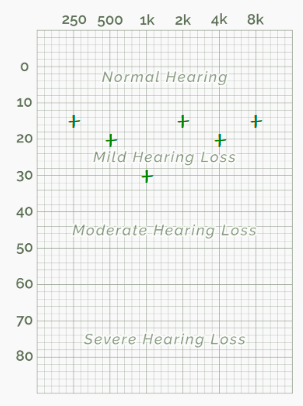 250 500 1k 2k 4k 8k
0
Normal Hearing
10
20
Mild Hearing Loss
30
40
Moderate Hearing Loss
50
60
70
Severe Hearing Loss
80